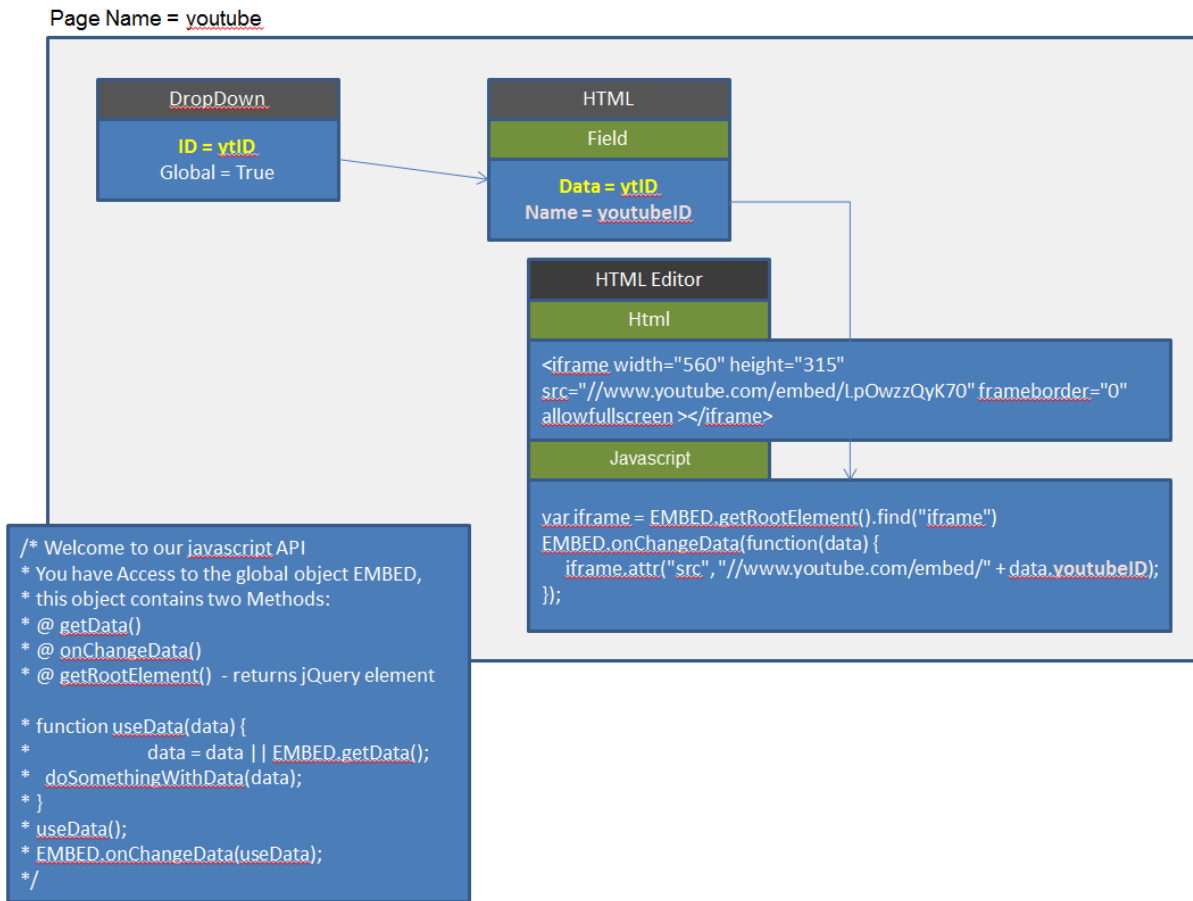 Page Name = youtube
DropDown
ID = ytID
Global = True
HTML
Field
Data = ytID
Name = youtubeID
HTML Editor
Html
<iframe width="560" height="315"
src="//www.youtube.com/embed/LpOwzzQyK70" frameborder="0"
allowfullscreen ></iframe>
Javascript
var iframe = EMBED.getRootElement().find("iframe")
EMBED.onChangeData(function(data) {
iframe.attr("src","//www.youtube.com/embed/" + data.youtubeID);
});
/* Welcome to our javascript API
* You have Access to the global object EMBED,
* this object contains two Methods:
* @ getData()
* @ onChangeData()
* @ getRootElement()  - returns jQuery element
* function useData(data) {
* data = data || EMBED.getData();
* doSomethingWithData(data);
* }
* useData();
* EMBED.onChangeData(useData);
*/